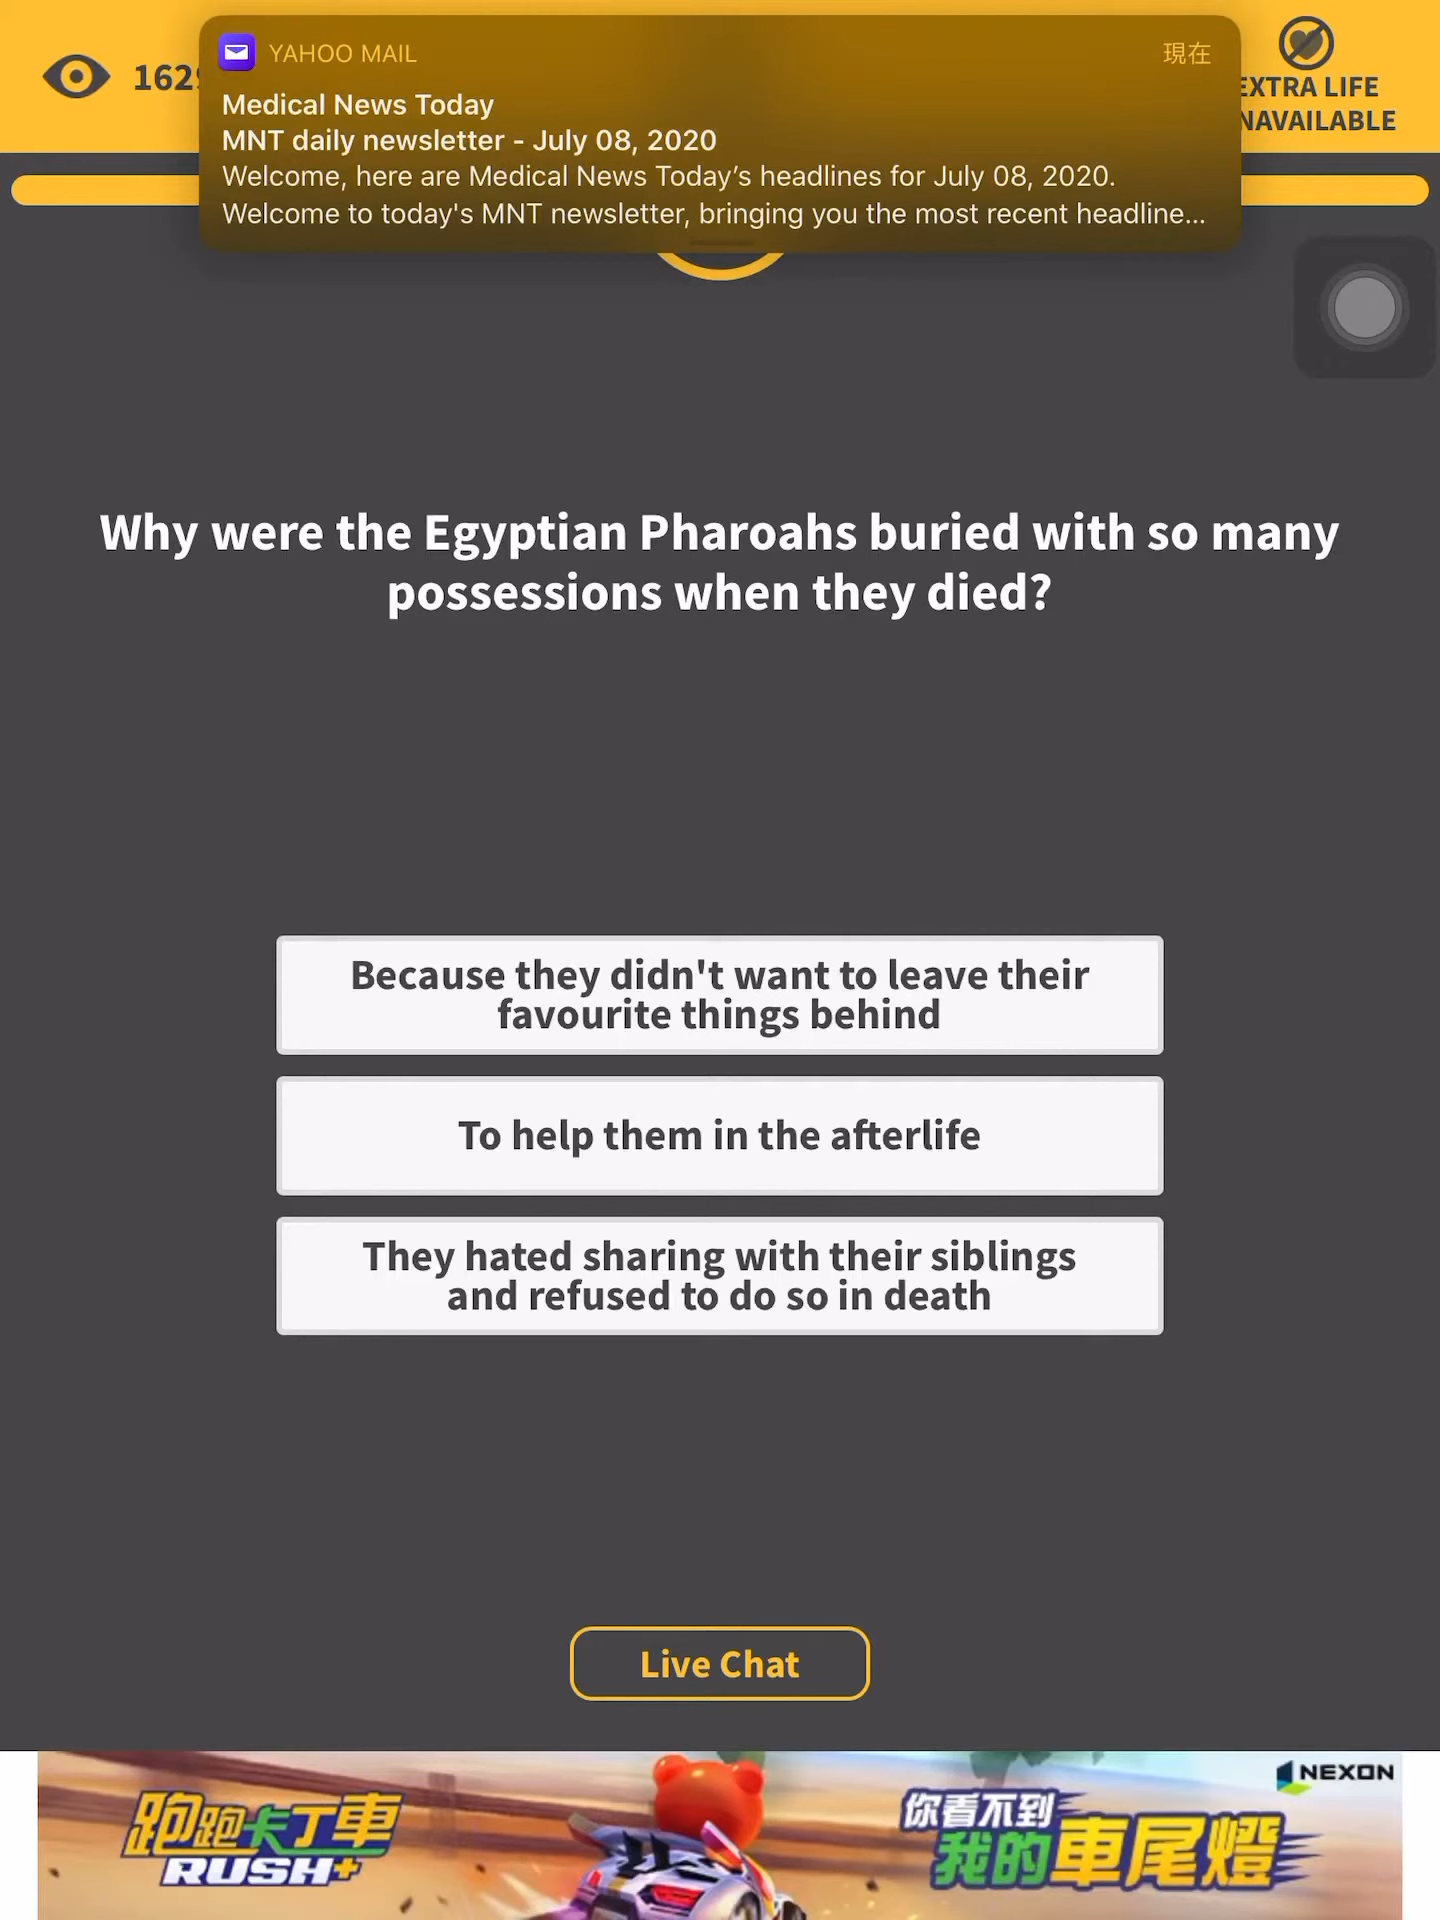 YAHOO MAIL
現在
Medical News Today
MNT daily newsletter - July 08, 2020
Welcome, here are Medical News Today's headlines for July 08, 2020.
Welcome to today's MNT newsletter, bringing you the most recent headline...
EXTRA LIFE
Why were the Egyptian Pharoahs buried with so many
possessions when they died?
Because they didn't want to leave their
favourite things behind
To help them in the afterlife
They hated sharing with their siblings
and refused to do so in death
Live Chat
NEXON
跑跑卡丁車
RUSH+
你看不到
我的車尾燈